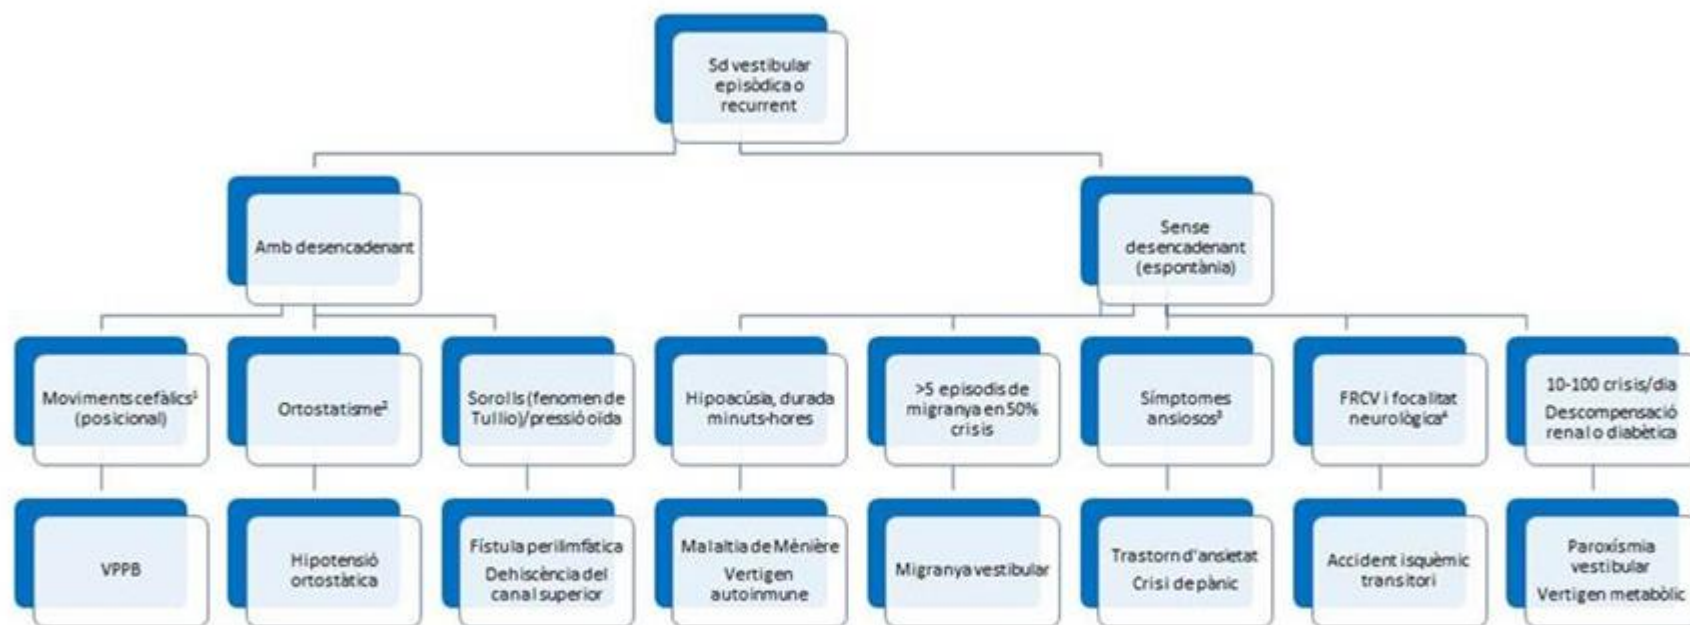 Sd vestibular
episòdica o
recurrent
Amb desencadenant
Sense
desencadenant
(espontània)
Moviments cefàlics¹
(posicional)
Ortostatisme²
Sorolls (fenomen de
Tullio)/pressió oïda
Hipoacúsia, durada
minuts-hores
>5 episodis de
migranya en 50%
crisis
Símptomes
ansiosos³
FRCV i focalitat
neurològica⁴
10-100 crisis/dia
Descompensació
renal o diabètica
VPPB
Hipotensió
ortostàtica
Fístula perilimfàtica
Dehiscència del
canal superior
Malaltia de Mènière
Vertigen
autoinmune
Migranya vestibular
Trastorn d'ansietat
Crisi de pànic
Accident isquèmic
transitori
Paroxísmia
vestibular
Vertigen metabòlic